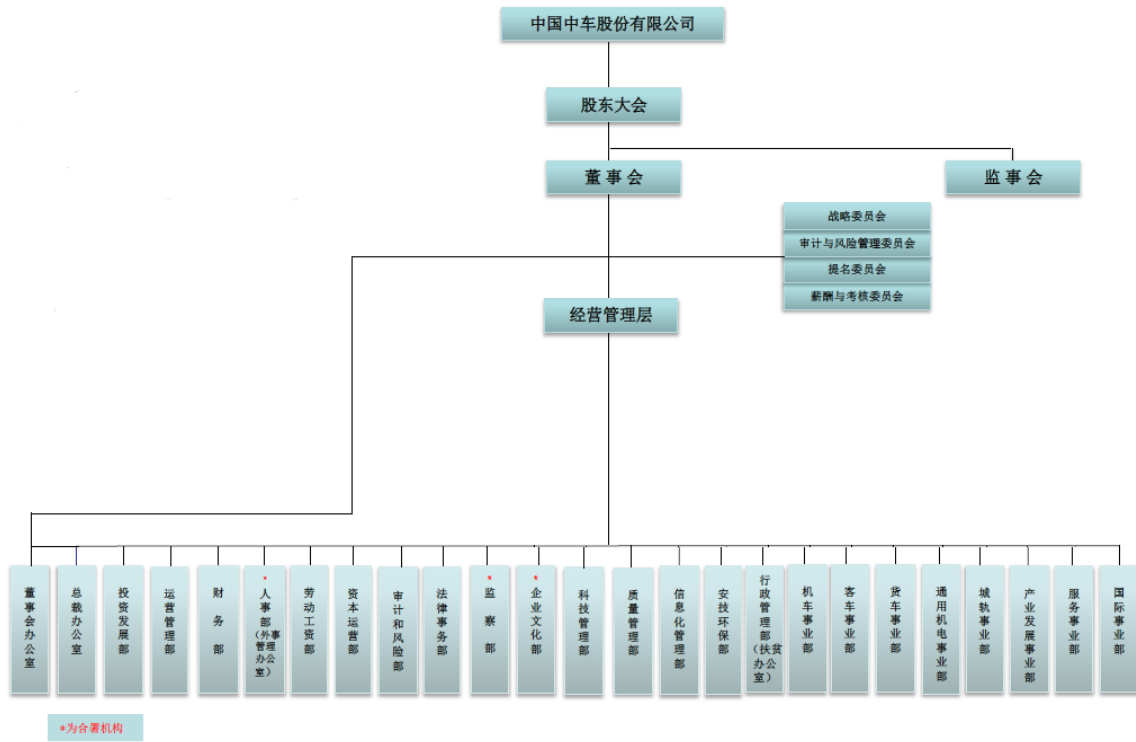 中国中车股份有限公司
股东大会
董事会
监事会
战略委员会
审计与风险管理委员会
提名委员会
薪酬与考核委员会
经营管理层
董事会办公室
总裁办公室
投资发展部
运营管理部
财务部
*人事部（外事管理办公室）
劳动工资部
资本运营部
审计和风险部
法律事务部
*监察部
*企业文化部
科技管理部
质量管理部
信息化管理部
安技环保部
行政管理部（扶贫办公室）
机车事业部
客车事业部
货车事业部
通用机电事业部
城轨事业部
产业发展事业部
服务事业部
国际事业部
*为合署机构